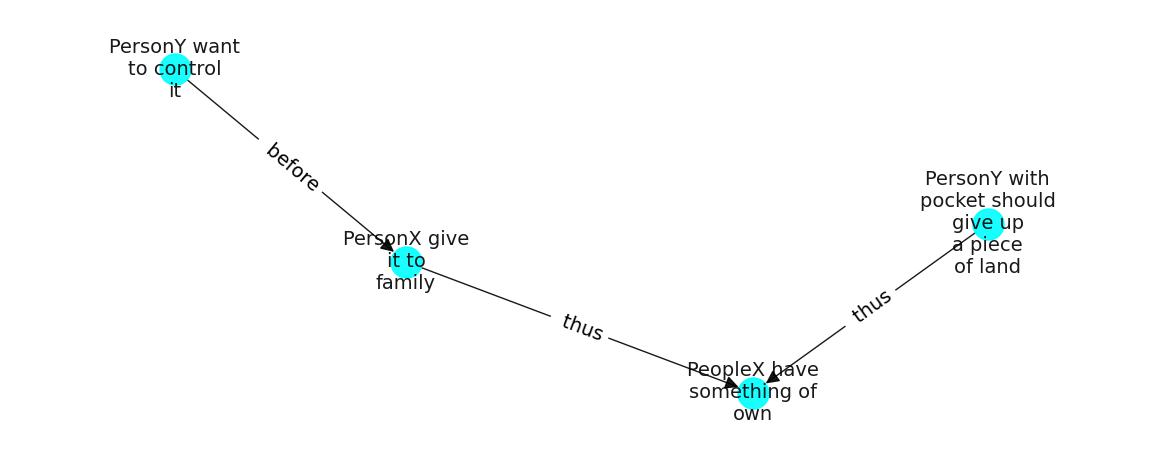 PersonY want
to control
it
before
PersonX give
it to
family
thus
PersonY with
pocket should
give up
a piece
of land
thus
PeopleX have
something of
own